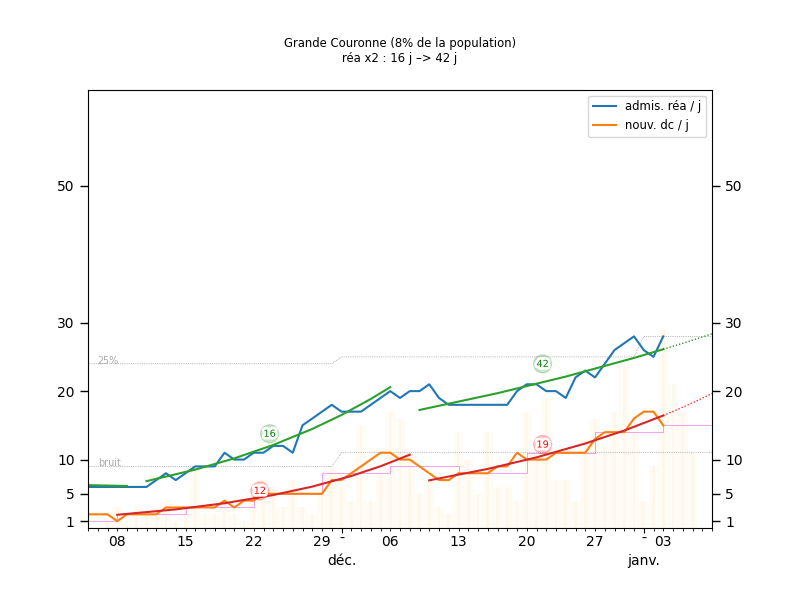 Grande Couronne (8% de la population)
réa x2 : 16 j –> 42 j
admis. réa / j
nouv. dc / j
50 50
30 30
25%
42
20 20
16
19
bruit
10 10
12
5 5
1 1
08 15 22 29 - 06 13 20 27 - 03
déc. janv.